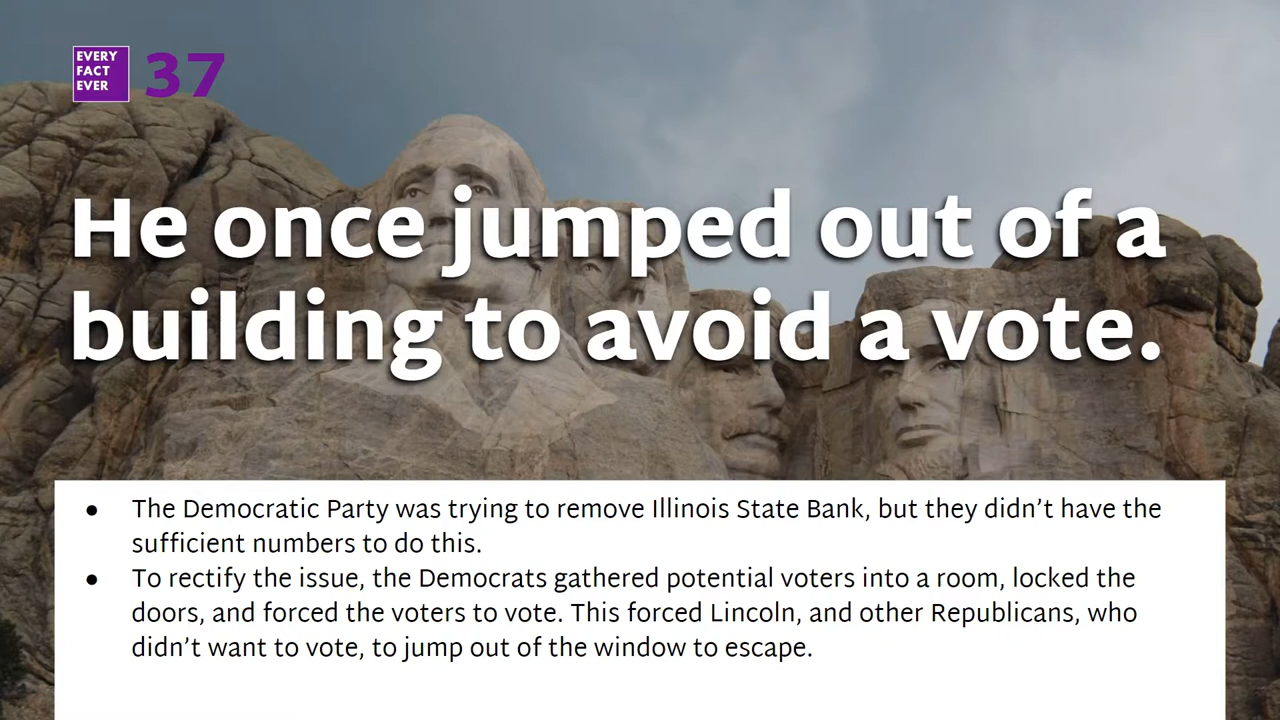 EVERY
FACT
EVER
37
He once jumped out of a
building to avoid a vote.
● The Democratic Party was trying to remove Illinois State Bank, but they didn’t have the
sufficient numbers to do this.
● To rectify the issue, the Democrats gathered potential voters into a room, locked the
doors, and forced the voters to vote. This forced Lincoln, and other Republicans, who
didn’t want to vote, to jump out of the window to escape.